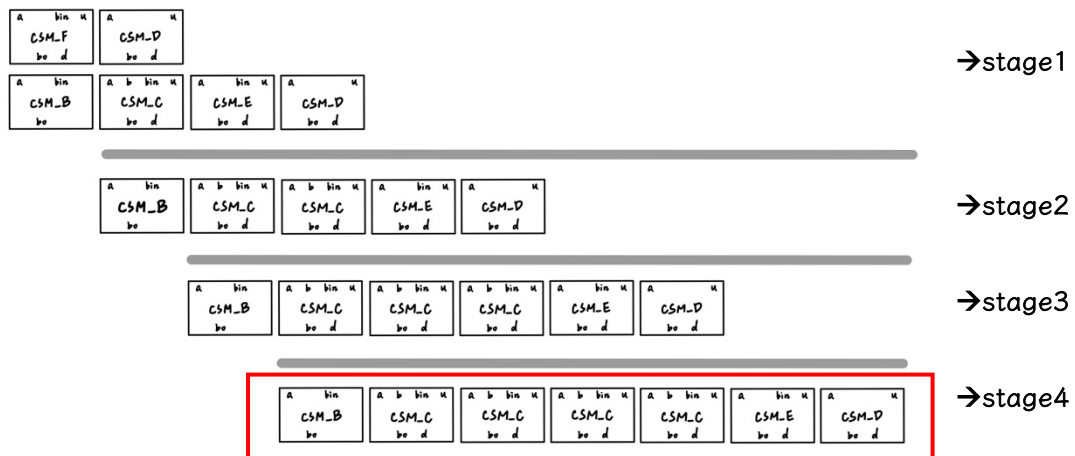 a bin u a u
CSM_F CSM_D
bo d bo d
a bin a b bin u a bin u a u
CSM_B CSM_C CSM_E CSM_D
bo bo d bo d bo d
→stage1
a bin a b bin u a b bin u a bin u a u
CSM_B CSM_C CSM_C CSM_E CSM_D
bo bo d bo d bo d bo d
→stage2
a bin a b bin u a b bin u a b bin u a bin u a u
CSM_B CSM_C CSM_C CSM_C CSM_E CSM_D
bo bo d bo d bo d bo d bo d
→stage3
a bin a b bin u a b bin u a b bin u a b bin u a bin u a u
CSM_B CSM_C CSM_C CSM_C CSM_C CSM_E CSM_D
bo bo d bo d bo d bo d bo d bo d
→stage4